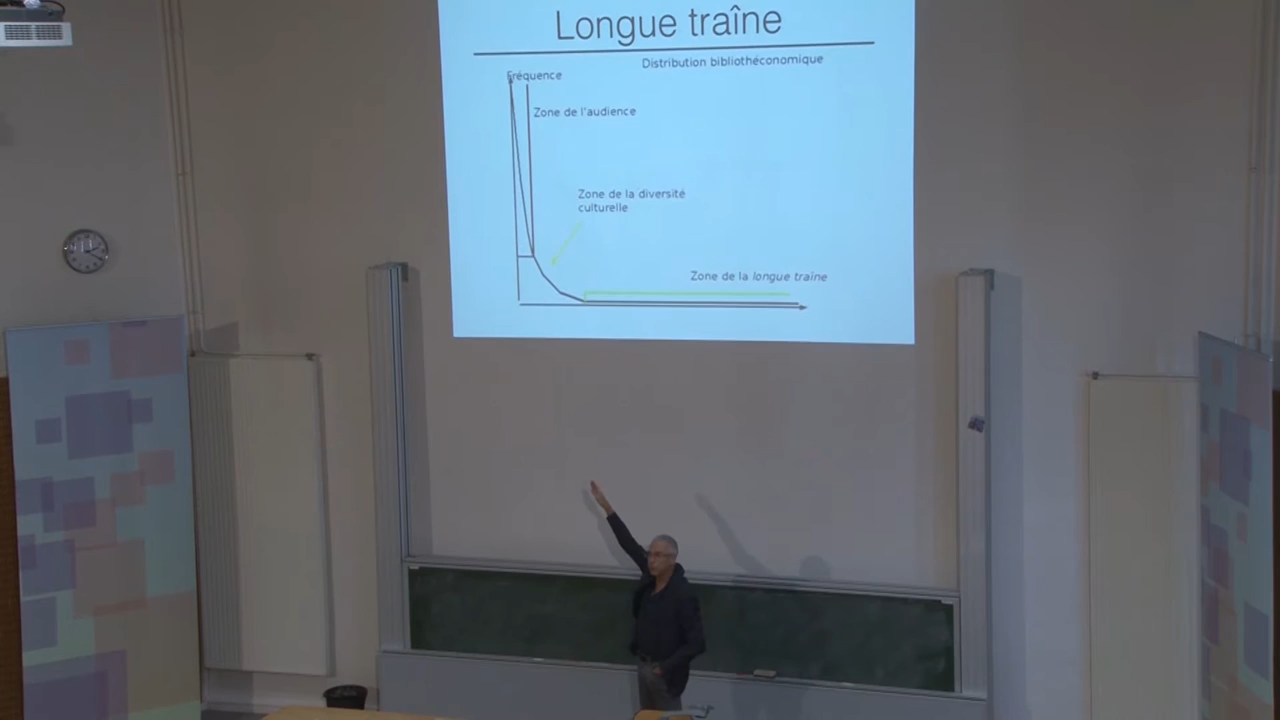 Longue traîne
Distribution bibliothéconomique
Fréquence
Zone de l'audience
Zone de la diversité
culturelle
Zone de la longue traîne